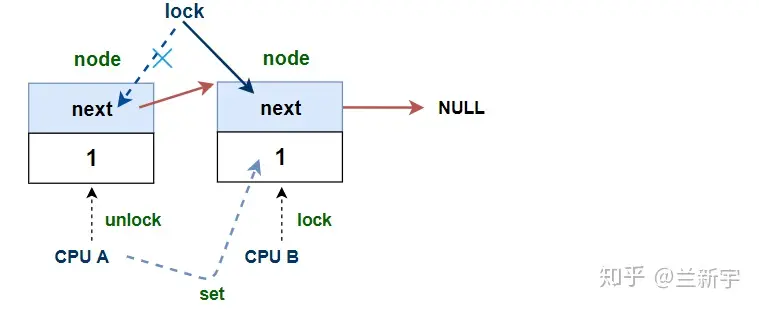 lock
node
node
next
next
NULL
1
1
unlock
lock
CPU A
CPU B
set
知乎 @兰新宇